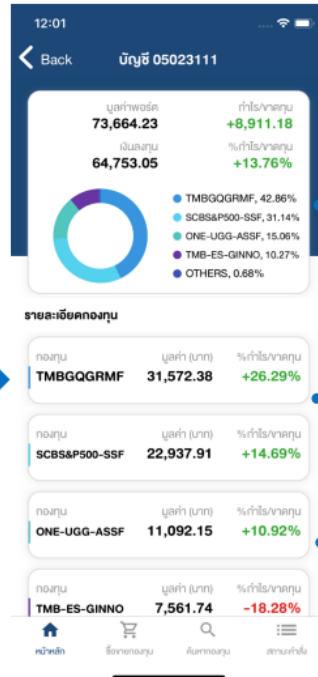 12:01
Back
บัญชี 05023111
มูลค่าพอร์ต กำไร/ขาดทุน
73,664.23 +8,911.18
เงินลงทุน %กำไร/ขาดทุน
64,753.05 +13.76%
TMBGQGRMF, 42.86%
SCBS&P500-SSF, 31.14%
ONE-UGG-ASSF, 15.06%
TMB-ES-GINNO, 10.27%
OTHERS, 0.68%
รายละเอียดกองทุน
กองทุน มูลค่า (บาท) %กำไร/ขาดทุน
TMBGQGRMF 31,572.38 +26.29%
กองทุน มูลค่า (บาท) %กำไร/ขาดทุน
SCBS&P500-SSF 22,937.91 +14.69%
กองทุน มูลค่า (บาท) %กำไร/ขาดทุน
ONE-UGG-ASSF 11,092.15 +10.92%
กองทุน มูลค่า (บาท) %กำไร/ขาดทุน
TMB-ES-GINNO 7,561.74 -18.28%
หน้าหลัก ซื้อขายกองทุน ค้นหากองทุน สถานะคำสั่ง